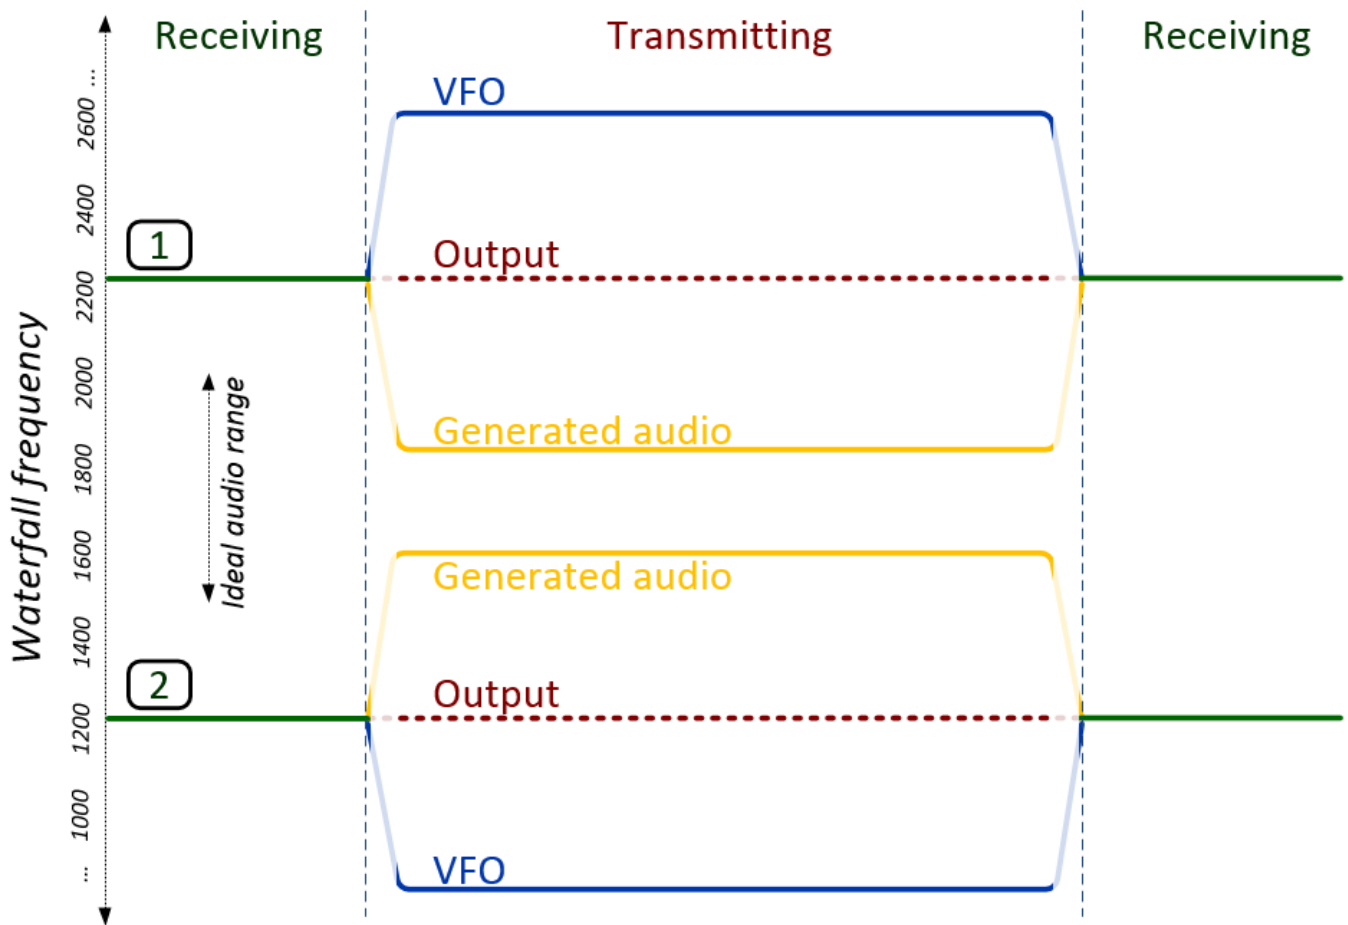 Receiving
Transmitting
Receiving
VFO
...
2600
2400
1
Output
2200
2000
Generated audio
1800
Ideal audio range
Waterfall frequency
1600
Generated audio
1400
2
Output
1200
1000
VFO
...